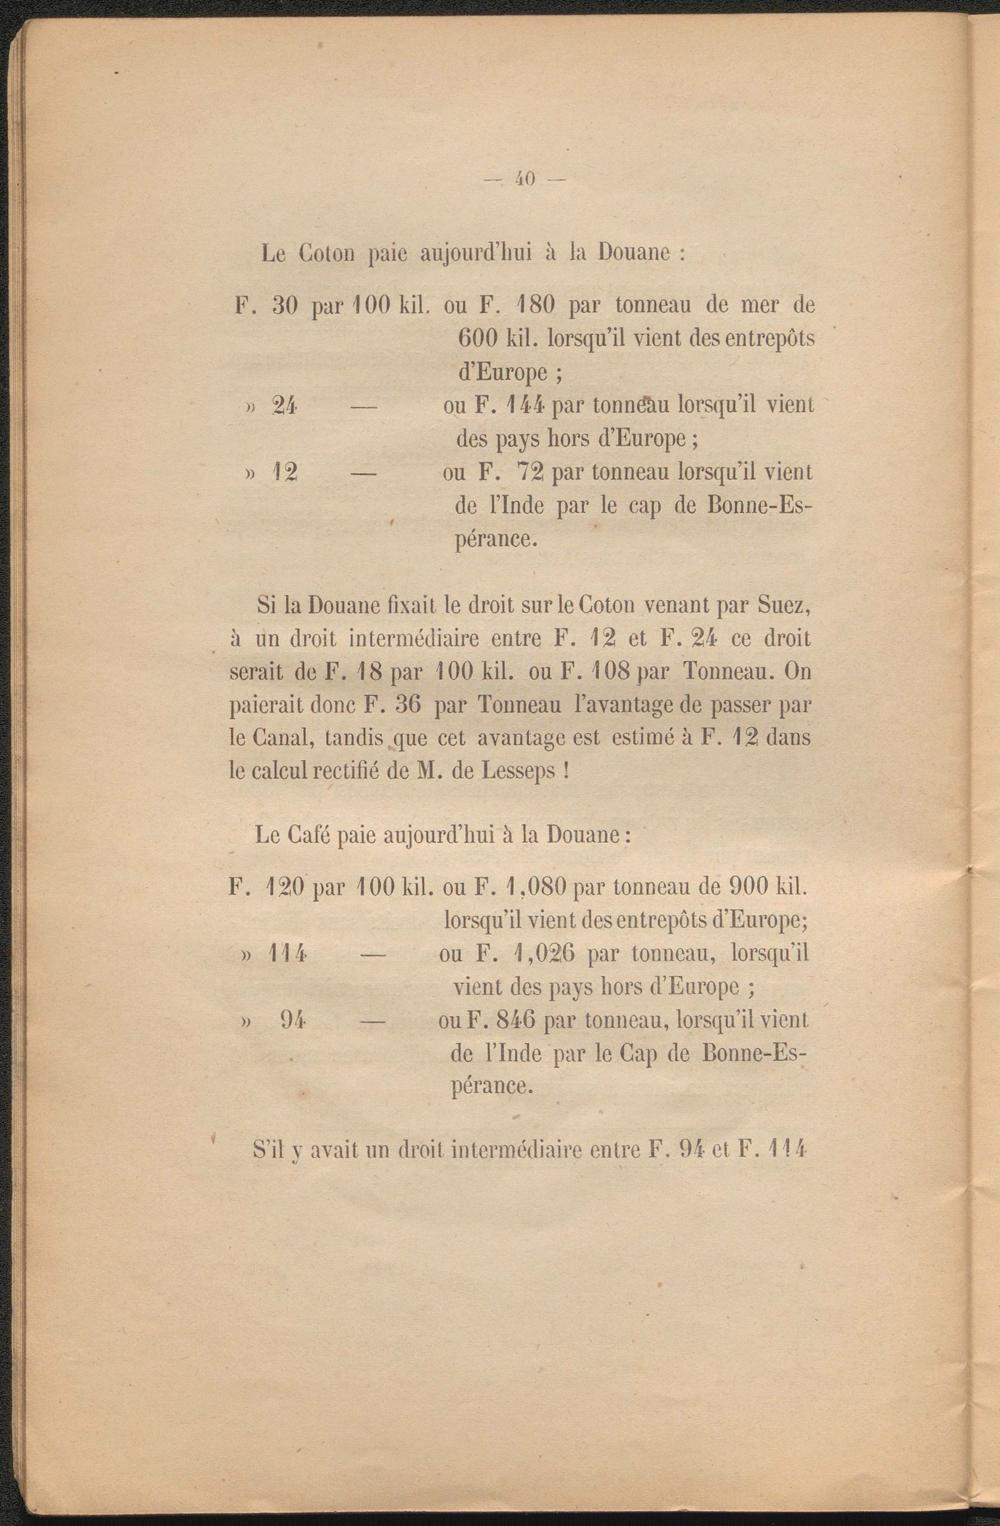 — 40 —
Le Coton paie aujourd'hui à la Douane :
F. 30 par 100 kil. ou F. 180 par tonneau de mer de
600 kil. lorsqu'il vient des entrepôts
d'Europe ;
» 24 — ou F. 144 par tonneau lorsqu'il vient
des pays hors d'Europe ;
» 12 — ou F. 72 par tonneau lorsqu'il vient
de l'Inde par le cap de Bonne-Es-
pérance.
Si la Douane fixait le droit sur le Coton venant par Suez,
à un droit intermédiaire entre F. 12 et F. 24 ce droit
serait de F. 18 par 100 kil. ou F. 108 par Tonneau. On
paierait donc F. 36 par Tonneau l'avantage de passer par
le Canal, tandis que cet avantage est estimé à F. 12 dans
le calcul rectifié de M. de Lesseps !
Le Café paie aujourd'hui à la Douane :
F. 120 par 100 kil. ou F. 1,080 par tonneau de 900 kil.
lorsqu'il vient des entrepôts d'Europe;
» 114 — ou F. 1,026 par tonneau, lorsqu'il
vient des pays hors d'Europe ;
» 94 — ou F. 846 par tonneau, lorsqu'il vient
de l'Inde par le Cap de Bonne-Es-
pérance.
S'il y avait un droit intermédiaire entre F. 94 et F. 114